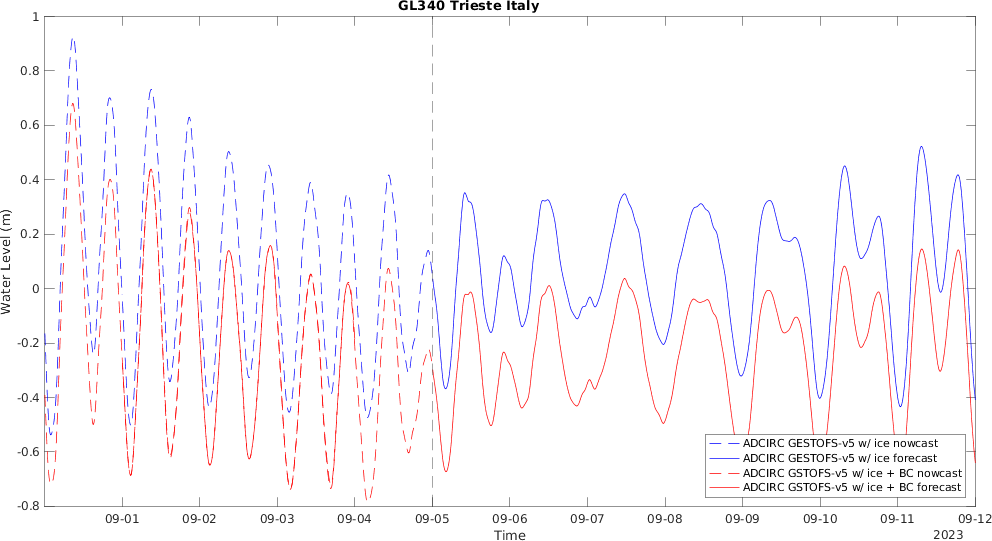 GL340 Trieste Italy
1
0.8
0.6
0.4
0.2
0
-0.2
-0.4
-0.6
-0.8
Water Level (m)
ADCIRC GESTOFS-v5 w/ ice nowcast
ADCIRC GESTOFS-v5 w/ ice forecast
ADCIRC GSTOFS-v5 w/ ice + BC nowcast
ADCIRC GSTOFS-v5 w/ ice + BC forecast
09-01 09-02 09-03 09-04 09-05 09-06 09-07 09-08 09-09 09-10 09-11 09-12
Time
2023